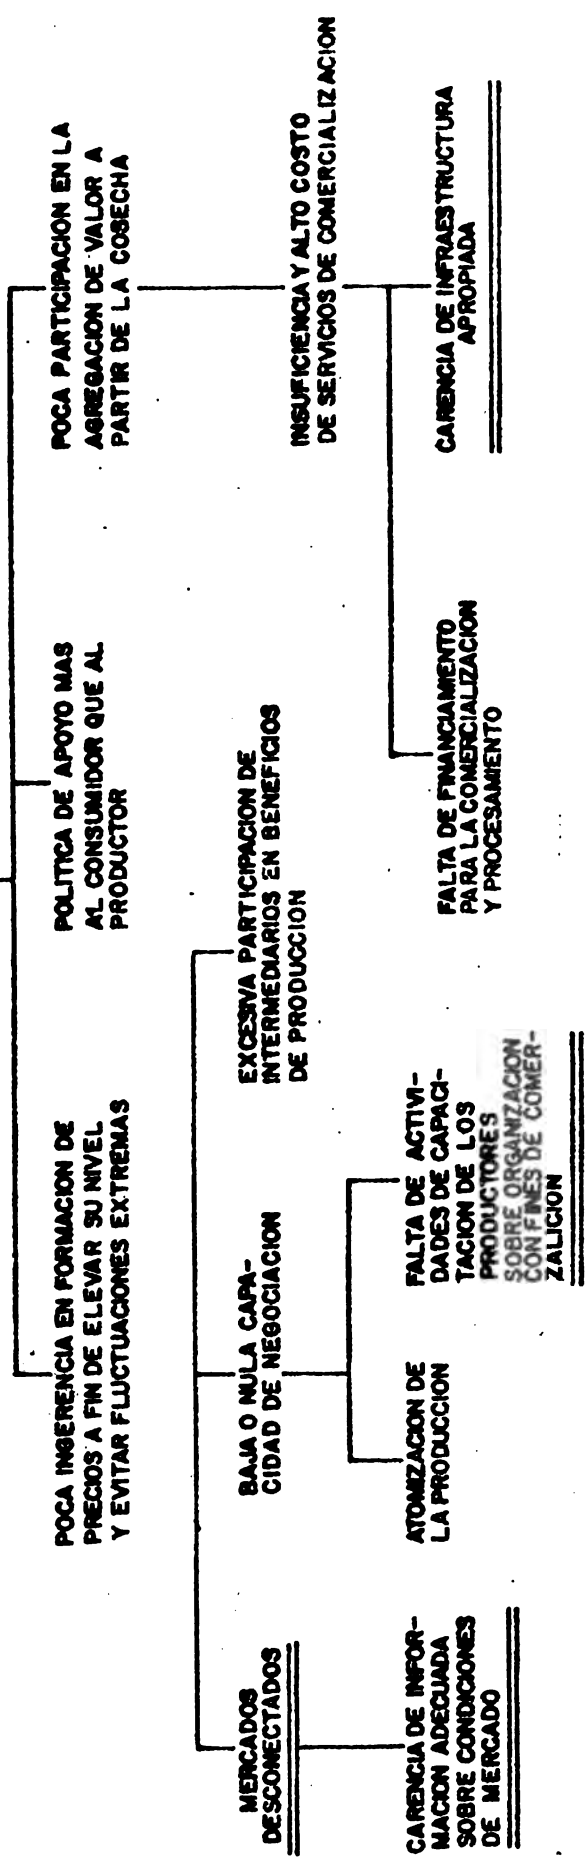 POCA INGERENCIA EN FORMACION DE
PRECIOS A FIN DE ELEVAR SU NIVEL
Y EVITAR FLUCTUACIONES EXTREMAS
POLITICA DE APOYO MAS
AL CONSUMIDOR QUE AL
PRODUCTOR
POCA PARTICIPACION EN LA
AGREGACION DE VALOR A
PARTIR DE LA COSECHA
MERCADOS
DESCONECTADOS
BAJA O NULA CAPA-
CIDAD DE NEGOCIACION
EXCESIVA PARTICIPACION DE
INTERMEDIARIOS EN BENEFICIOS
DE PRODUCCION
INSUFICIENCIA Y ALTO COSTO
DE SERVICIOS DE COMERCIALIZACION
CARENCIA DE INFOR-
MACION ADECUADA
SOBRE CONDICIONES
DE MERCADO
ATOMIZACION DE
LA PRODUCCION
FALTA DE ACTIVI-
DADES DE CAPACI-
TACION DE LOS
PRODUCTORES
SOBRE ORGANIZACION
CON FINES DE COMER-
ZALICION
FALTA DE FINANCIAMIENTO
PARA LA COMERCIALIZACION
Y PROCESAMIENTO
CARENCIA DE INFRAESTRUCTURA
APROPIADA